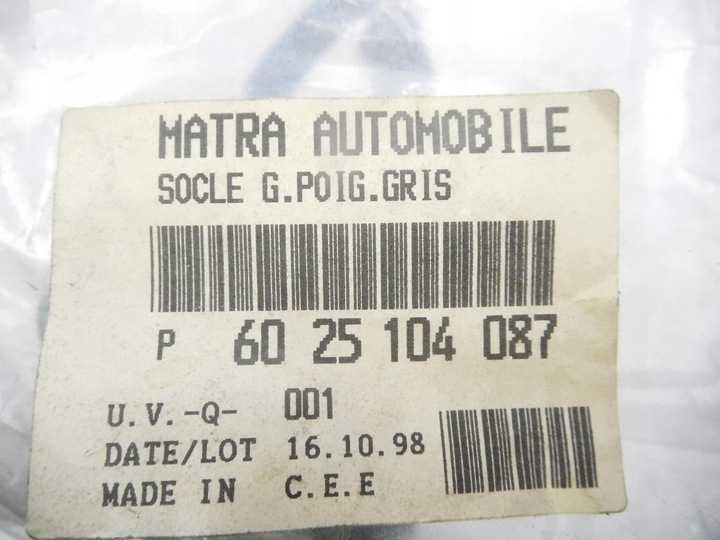 MATRA AUTOMOBILE
SOCLE G.POIG.GRIS
P 60 25 104 087
U.V.-Q- 001
DATE/LOT 16.10.98
MADE IN C.E.E